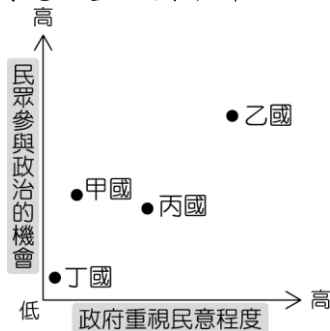 高
民眾參與政治的機會
乙國
甲國
丙國
丁國
低
高
政府重視民意程度